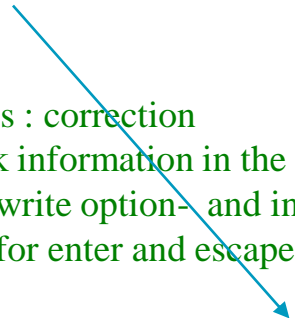 s : correction
k information in the
write option- and in
for enter and escape